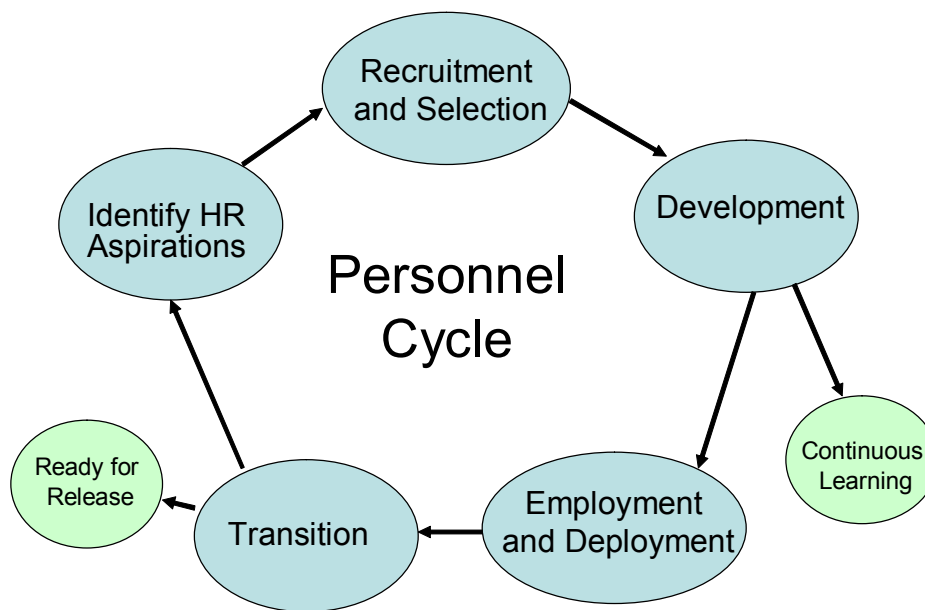 Recruitment
and Selection
Development
Identify HR
Aspirations
Personnel
Cycle
Continuous
Learning
Ready for
Release
Transition
Employment
and Deployment